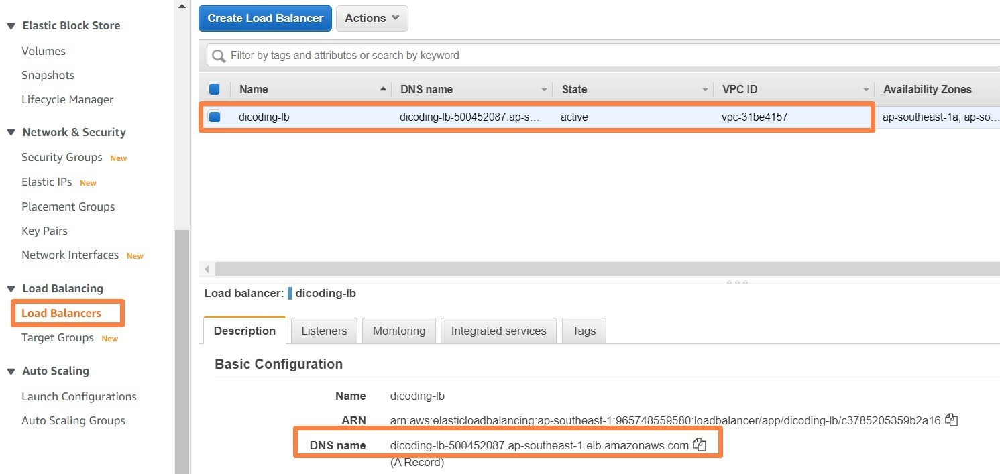 Elastic Block Store
Volumes
Snapshots
Lifecycle Manager
Network & Security
Security Groups New
Elastic IPs New
Placement Groups
Key Pairs
Network Interfaces New
Load Balancing
Load Balancers
Target Groups New
Auto Scaling
Launch Configurations
Auto Scaling Groups
Create Load Balancer Actions
Filter by tags and attributes or search by keyword
Name DNS name State VPC ID Availability Zones
dicoding-lb dicoding-lb-500452087.ap-s... active vpc-31be4157 ap-southeast-1a, ap-so...
Load balancer: dicoding-lb
Description Listeners Monitoring Integrated services Tags
Basic Configuration
Name dicoding-lb
ARN arn:aws:elasticloadbalancing:ap-southeast-1:965748559580:loadbalancer/app/dicoding-lb/c3785205359b2a16
DNS name dicoding-lb-500452087.ap-southeast-1.elb.amazonaws.com
(A Record)